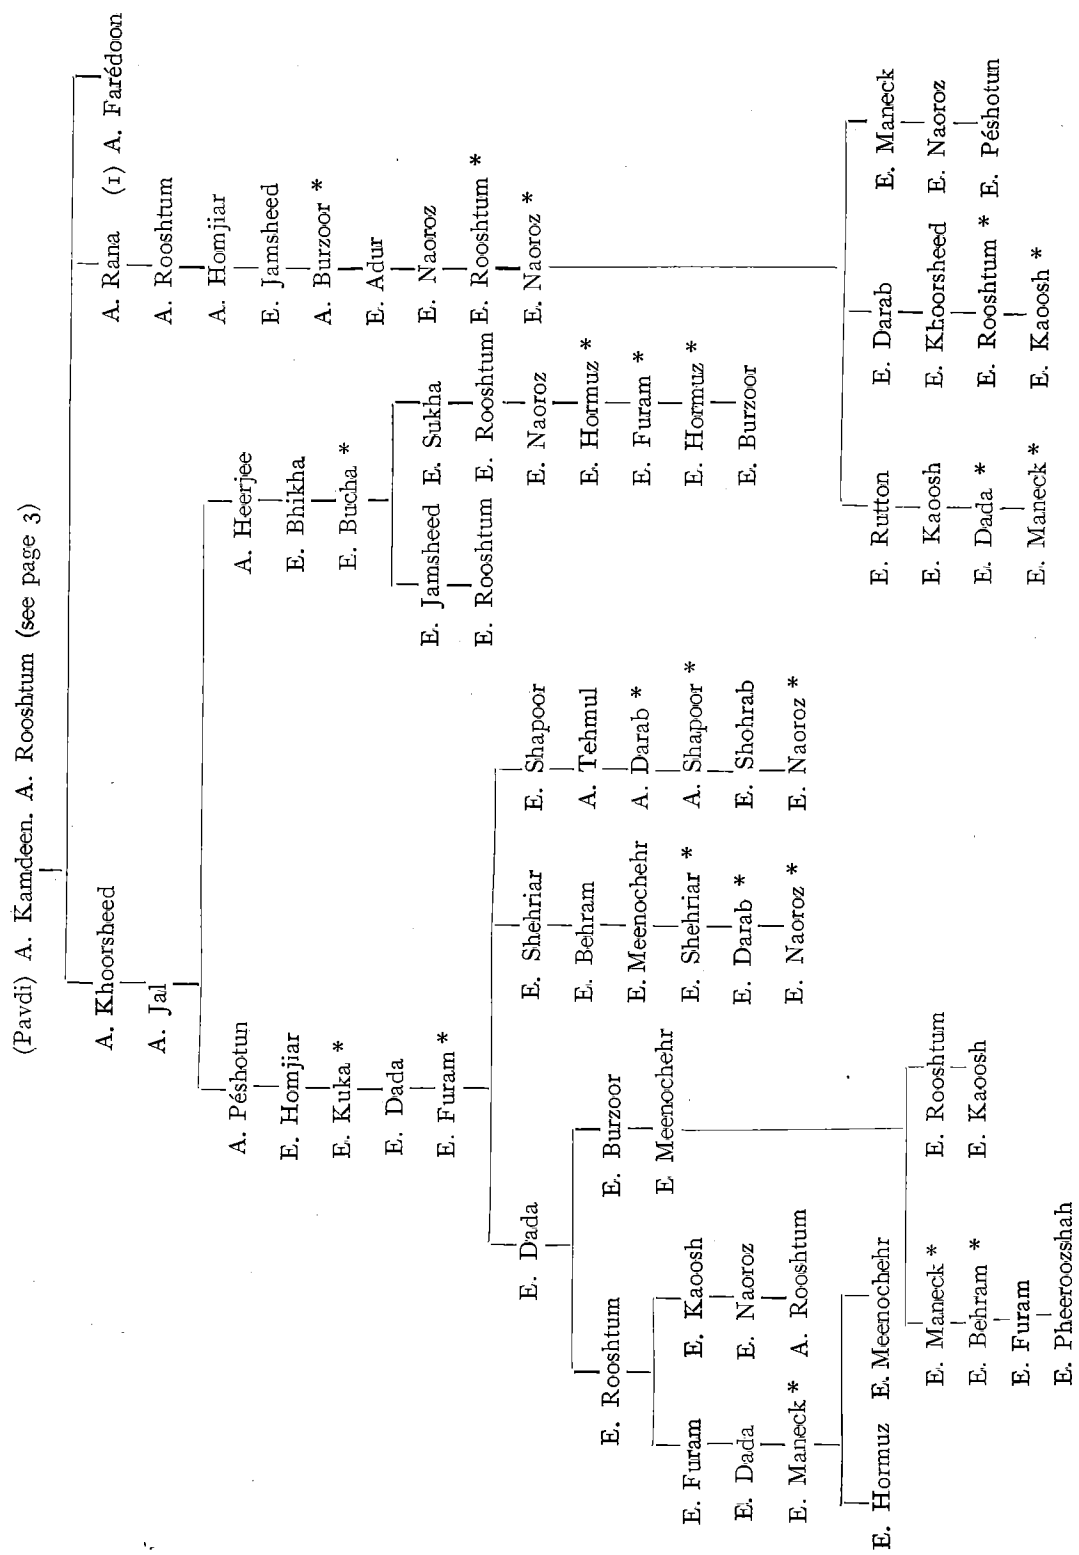 (Pavdi) A. Kamdeen. A. Rooshtum (see page 3)
A. Khoorsheed A. Rana (1) A. Farédoon
A. Jal A. Rooshtum
A. Homjiar
A. Péshotun A. Heerjee
E. Jamsheed
E. Homjiar E. Bhikha
A. Burzoor *
E. Kuka * E. Bucha *
E. Adur
E. Dada
E. Naoroz
E. Jamsheed E. Sukha
E. Furam *
E. Rooshtum E. Rooshtum E. Rooshtum *
E. Dada E. Shehriar E. Shapoor E. Naoroz E. Naoroz *
E. Behram A. Tehmul E. Hormuz *
E. Rooshtum E. Burzoor
E. Meenochehr A. Darab * E. Furam *
E Meenochehr
E. Furam E. Kaoosh E. Shehriar * A. Shapoor * E. Hormuz *
E. Dada E. Naoroz E. Darab * E. Shohrab E. Burzoor
E. Maneck * A. Rooshtum E. Naoroz * E. Naoroz *
E. Hormuz E. Meenochehr E. Rutton E. Darab E. Maneck
E. Maneck * E. Rooshtum E. Kaoosh E. Khoorsheed E. Naoroz
E. Behram * E. Kaoosh E. Dada * E. Rooshtum * E. Péshotun
E. Furam E. Maneck * E. Kaoosh *
E. Pheeroozshah